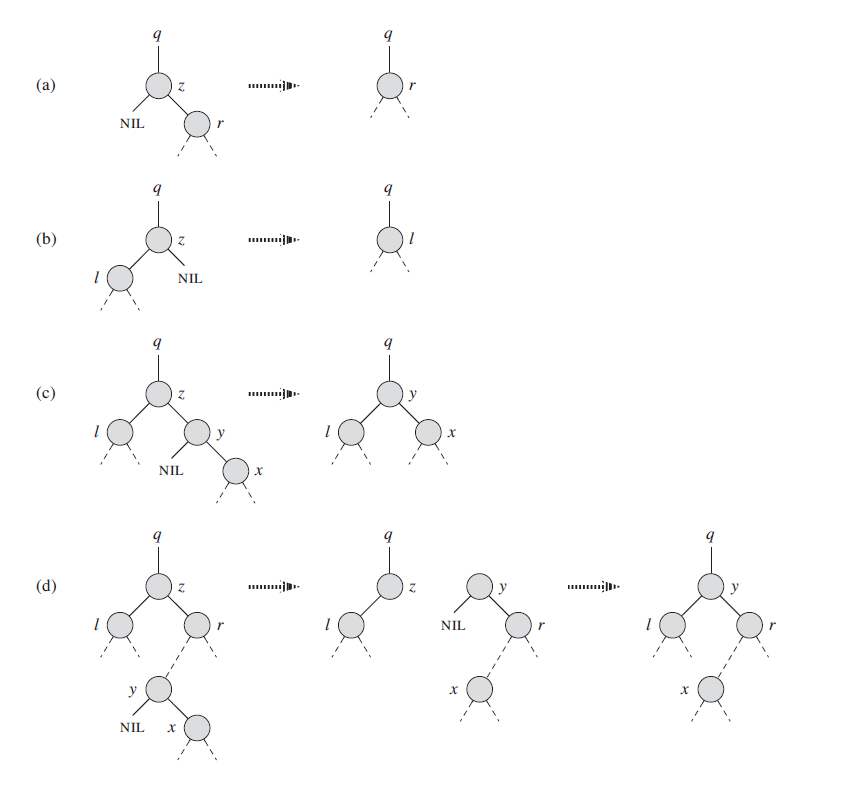 q q
(a) z r
NIL r
q q
(b) z l
l NIL
q q
(c) z y
l y l x
NIL x
q q q
(d) z z y y
l r l NIL r l r
y x x
NIL x